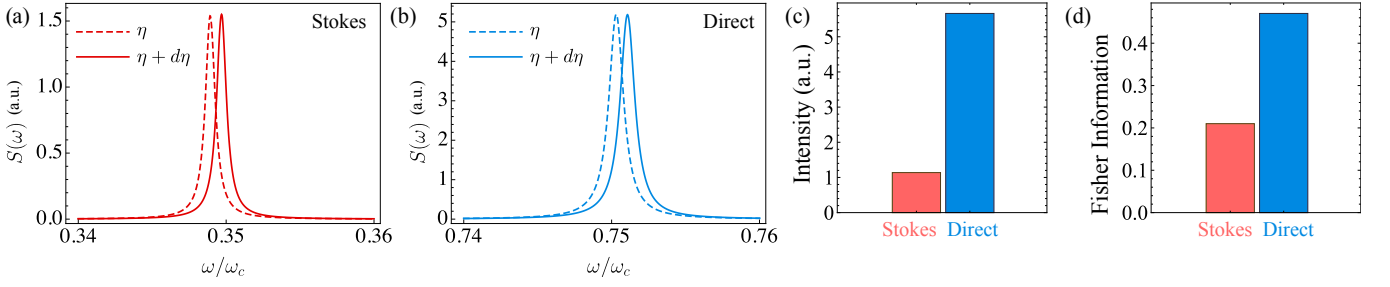 (a)
Stokes
η
η + dη
S(ω) (a.u.)
1.5
1.0
0.5
0.0
0.34
0.35
0.36
ω/ω_c
(b)
Direct
η
η + dη
S(ω) (a.u.)
5
4
3
2
1
0
0.74
0.75
0.76
ω/ω_c
(c)
Intensity (a.u.)
5
4
3
2
1
0
Stokes Direct
(d)
Fisher Information
0.4
0.3
0.2
0.1
0.0
Stokes Direct